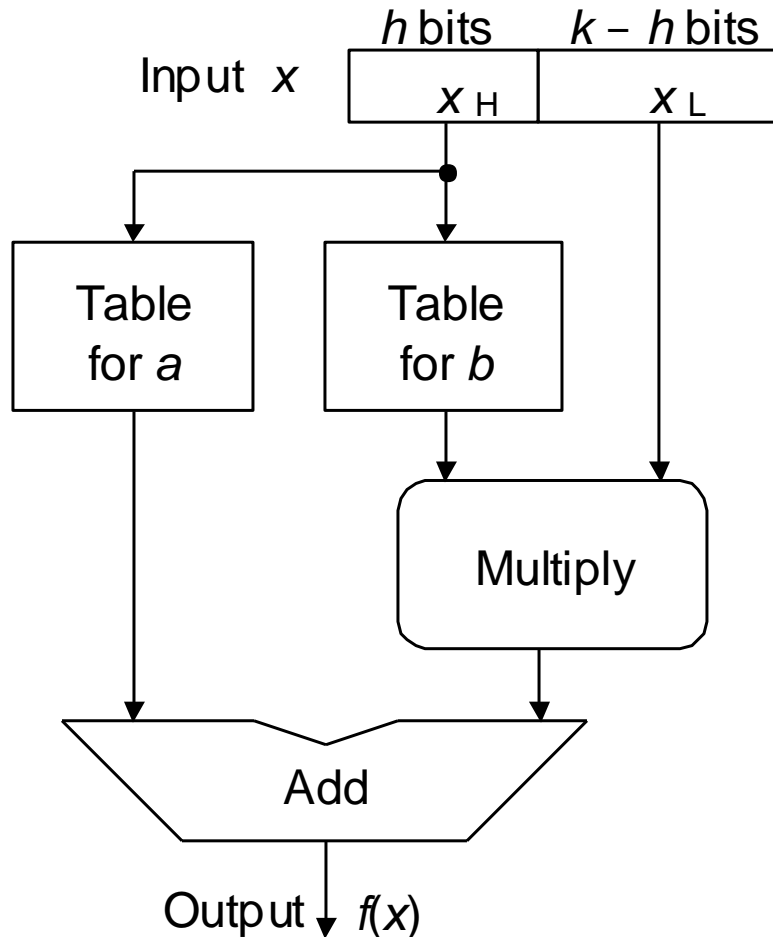 h bits k – h bits
Input x x H x L
Table for a
Table for b
Multiply
Add
Output f(x)